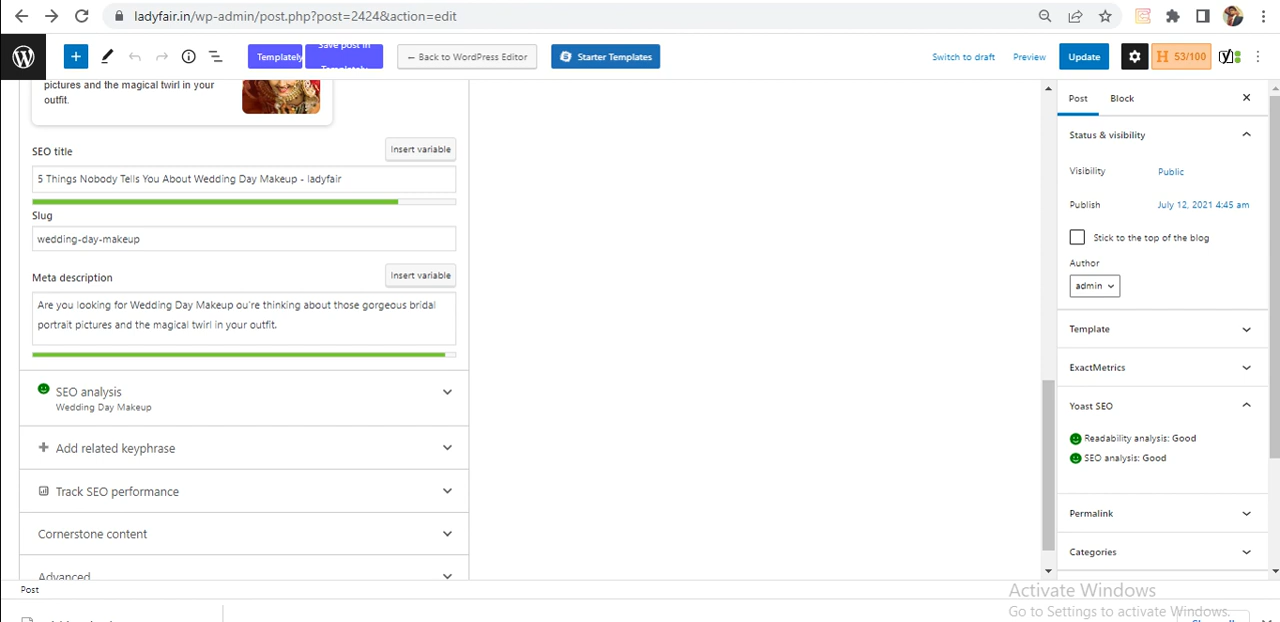 ladyfair.in/wp-admin/post.php?post=2424&action=edit
Templately
Save post in
Templately
← Back to WordPress Editor
Starter Templates
Switch to draft
Preview
Update
H 53/100
pictures and the magical twirl in your
outfit.
SEO title
Insert variable
5 Things Nobody Tells You About Wedding Day Makeup - ladyfair
Slug
wedding-day-makeup
Meta description
Insert variable
Are you looking for Wedding Day Makeup ou're thinking about those gorgeous bridal
portrait pictures and the magical twirl in your outfit.
SEO analysis
Wedding Day Makeup
Add related keyphrase
Track SEO performance
Cornerstone content
Advanced
Post
Post
Block
Status & visibility
Visibility
Public
Publish
July 12, 2021 4:45 am
Stick to the top of the blog
Author
admin
Template
ExactMetrics
Yoast SEO
Readability analysis: Good
SEO analysis: Good
Permalink
Categories
Activate Windows
Go to Settings to activate Windows.